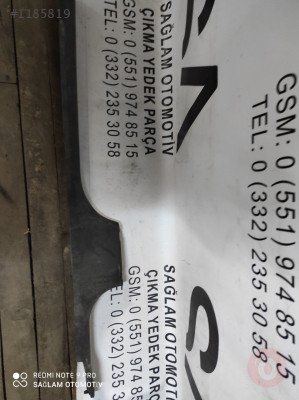 #1185819
SAĞLAM OTOMOTİV
ÇIKMA YEDEK PARÇA
GSM: 0 (551) 974 85 15
TEL: 0 (332) 235 30 58
GSM: 0 (551) 974 85 15
TEL: 0 (332) 235 30 58
SAĞLAM OTOMOTİV
ÇIKMA YEDEK PARÇA
GSM: 0 (551) 974 85
TEL: 0 (332) 235 3
REDMI NOTE 9 PRO
SAĞLAM OTOMOTİV